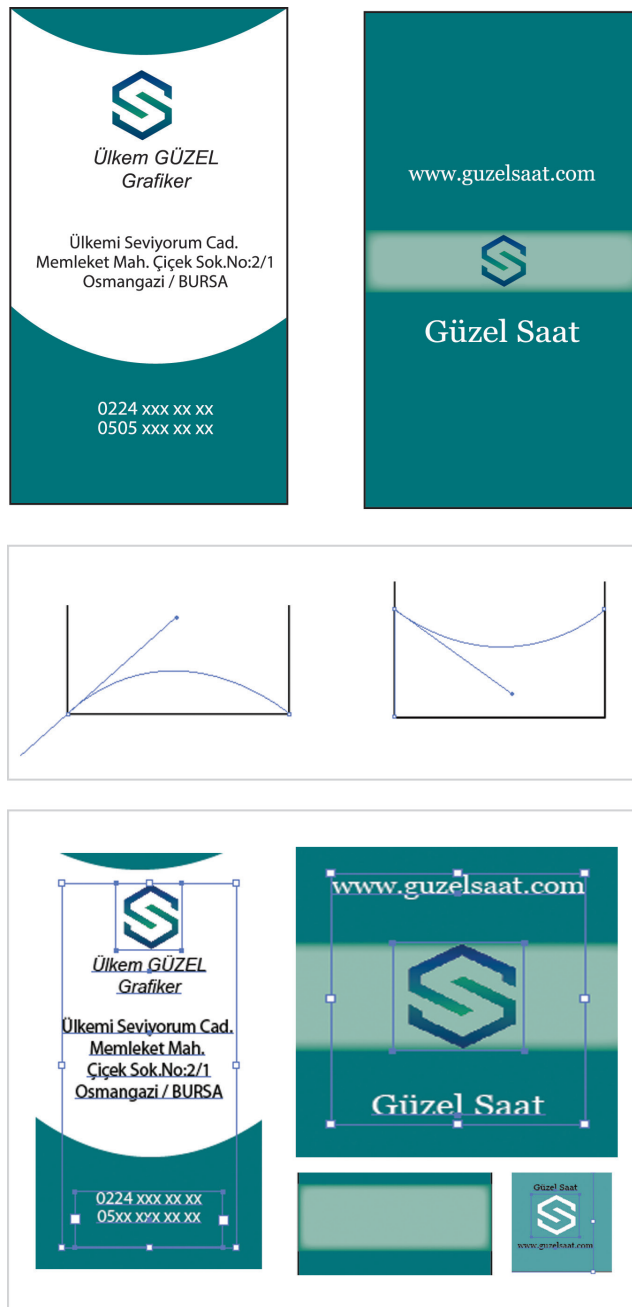 Ülkem GÜZEL
Grafiker
Ülkemi Seviyorum Cad.
Memleket Mah. Çiçek Sok.No:2/1
Osmangazi / BURSA
0224 xxx xx xx
0505 xxx xx xx
www.guzelsaat.com
Güzel Saat
Ülkem GÜZEL
Grafiker
Ülkemi Seviyorum Cad.
Memleket Mah.
Çiçek Sok.No:2/1
Osmangazi / BURSA
0224 xxx xx xx
05xx xxx xx xx
www.guzelsaat.com
Güzel Saat
Güzel Saat
www.guzelsaat.com